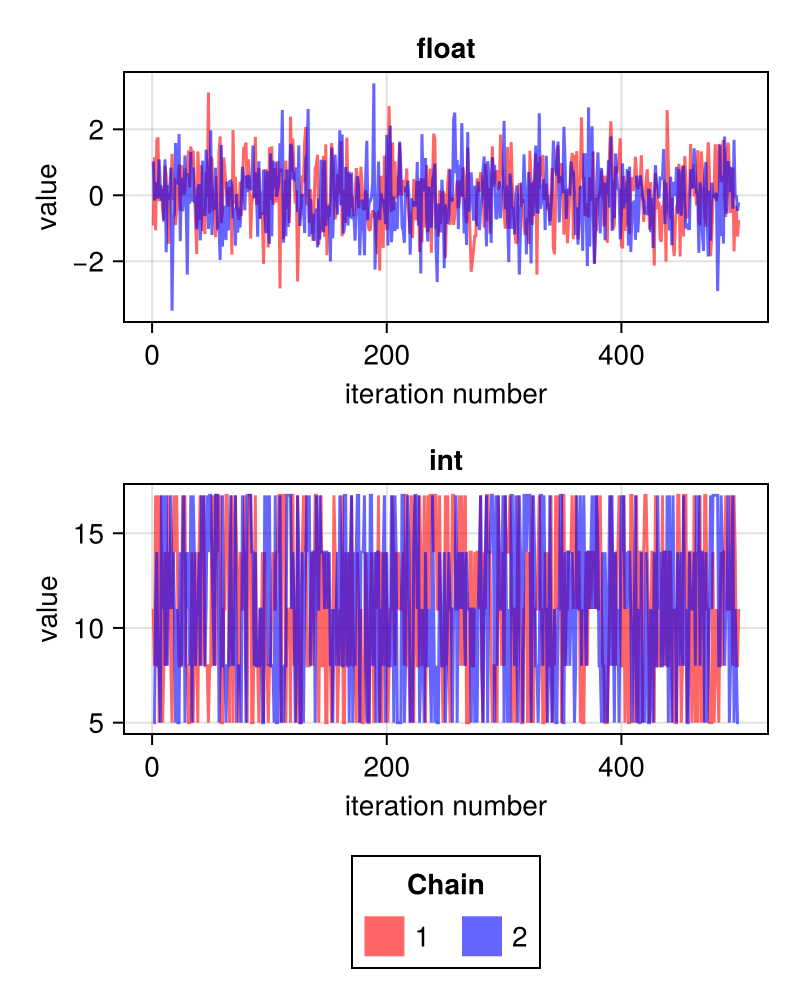 float
2
0
−2
value
0 200 400
iteration number
int
15
10
5
value
0 200 400
iteration number
Chain
1 2